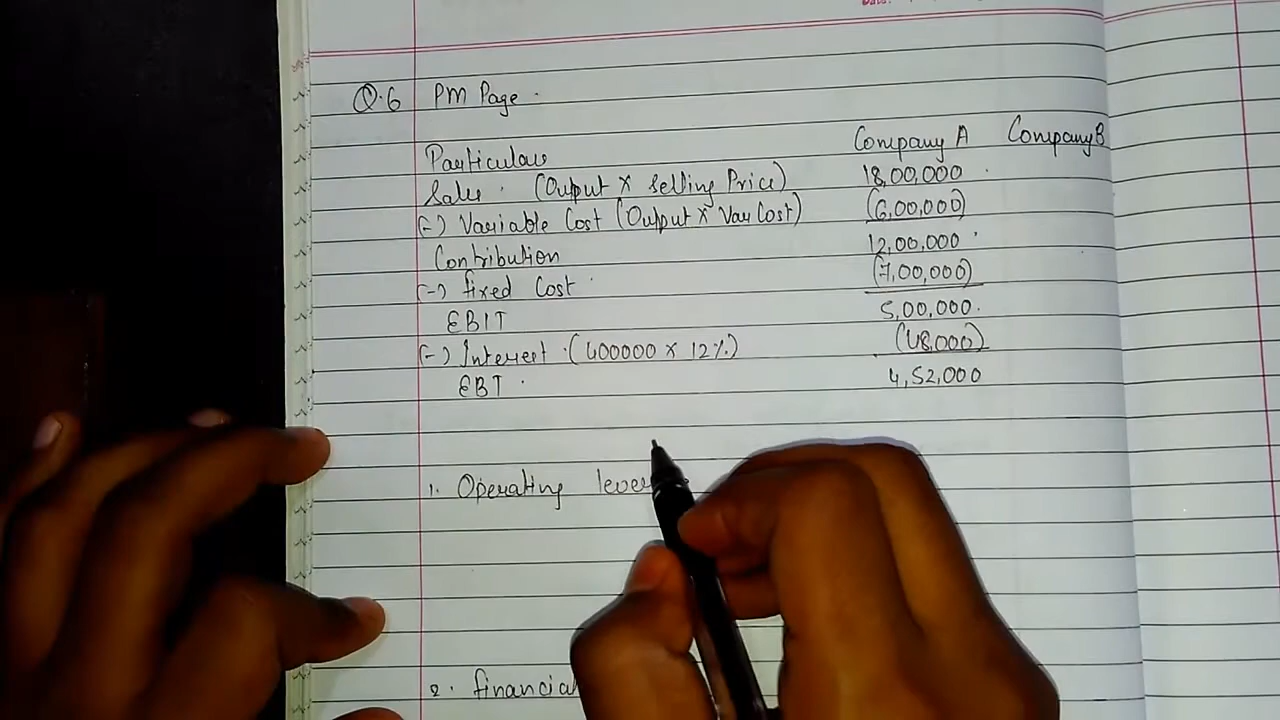 Date:
Q.6 PM Page.
Particulars Company A Company B
Sales. (Output x Selling Price) 18,00,000
(-) Variable Cost (Output x Var Cost) (6,00,000)
Contribution 12,00,000
(-) fixed Cost (7,00,000)
EBIT 5,00,000.
(-) Interest (400000 x 12%) (48,000)
EBT. 4,52,000
1. Operating lever
2. financial